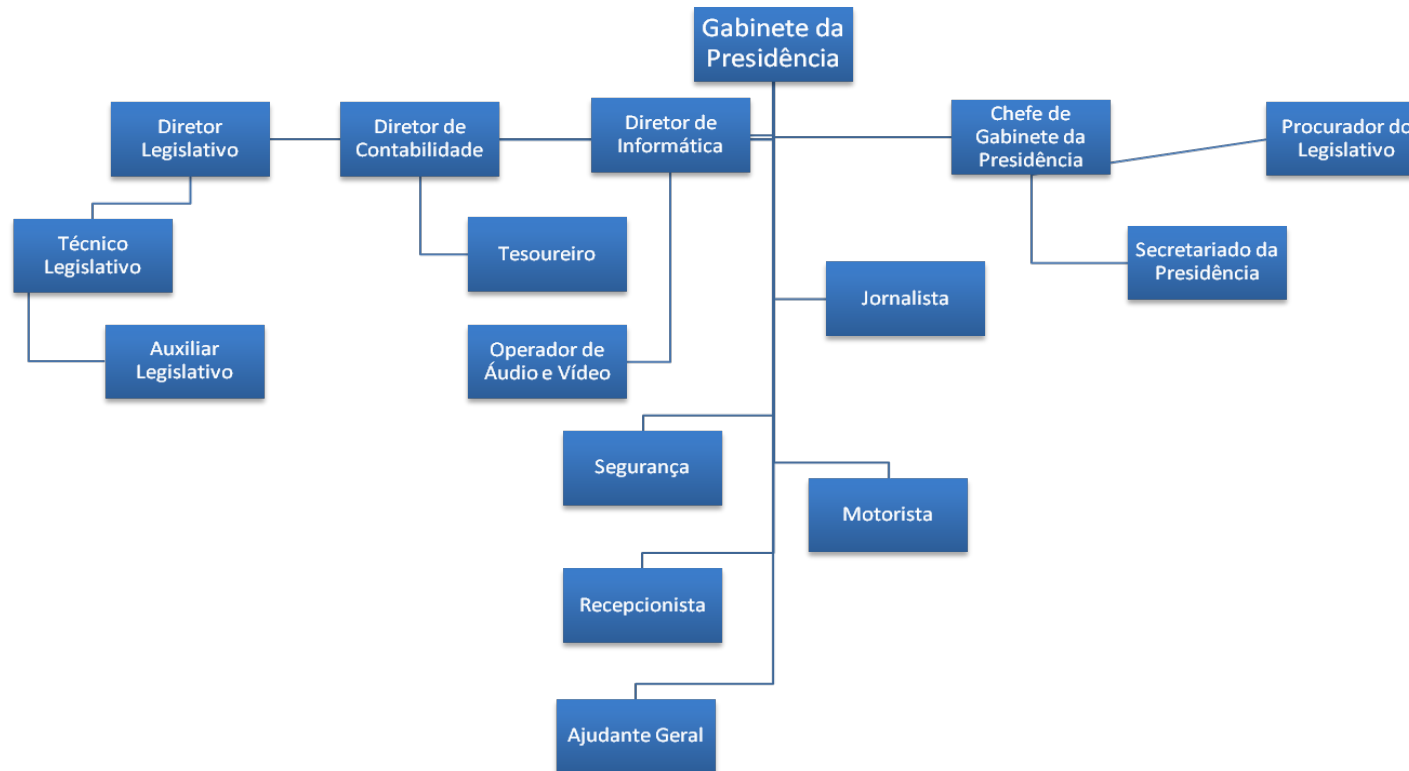 Gabinete da
Presidência
Diretor
Legislativo
Diretor de
Contabilidade
Diretor de
Informática
Chefe de
Gabinete da
Presidência
Procurador do
Legislativo
Técnico
Legislativo
Tesoureiro
Secretariado da
Presidência
Jornalista
Auxiliar
Legislativo
Operador de
Áudio e Vídeo
Segurança
Motorista
Recepcionista
Ajudante Geral